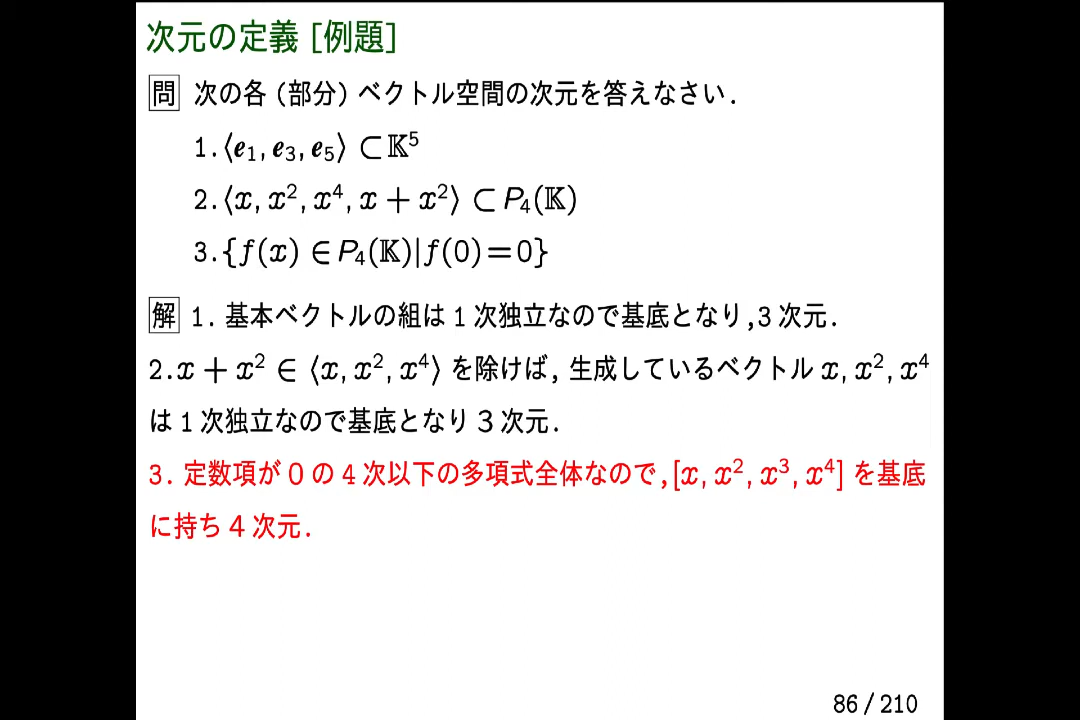 次元の定義 [例題]
問 次の各 (部分) ベクトル空間の次元を答えなさい.
1.⟨e₁, e₃, e₅⟩ ⊂ 𝕂⁵
2.⟨x, x², x⁴, x + x²⟩ ⊂ P₄(𝕂)
3.{f(x) ∈ P₄(𝕂)|f(0)=0}
解 1. 基本ベクトルの組は 1 次独立なので基底となり,3 次元.
2.x + x² ∈ ⟨x, x², x⁴⟩ を除けば, 生成しているベクトル x, x², x⁴
は 1 次独立なので基底となり 3 次元.
3. 定数項が 0 の 4 次以下の多項式全体なので,[x, x², x³, x⁴] を基底
に持ち 4 次元.
86 / 210